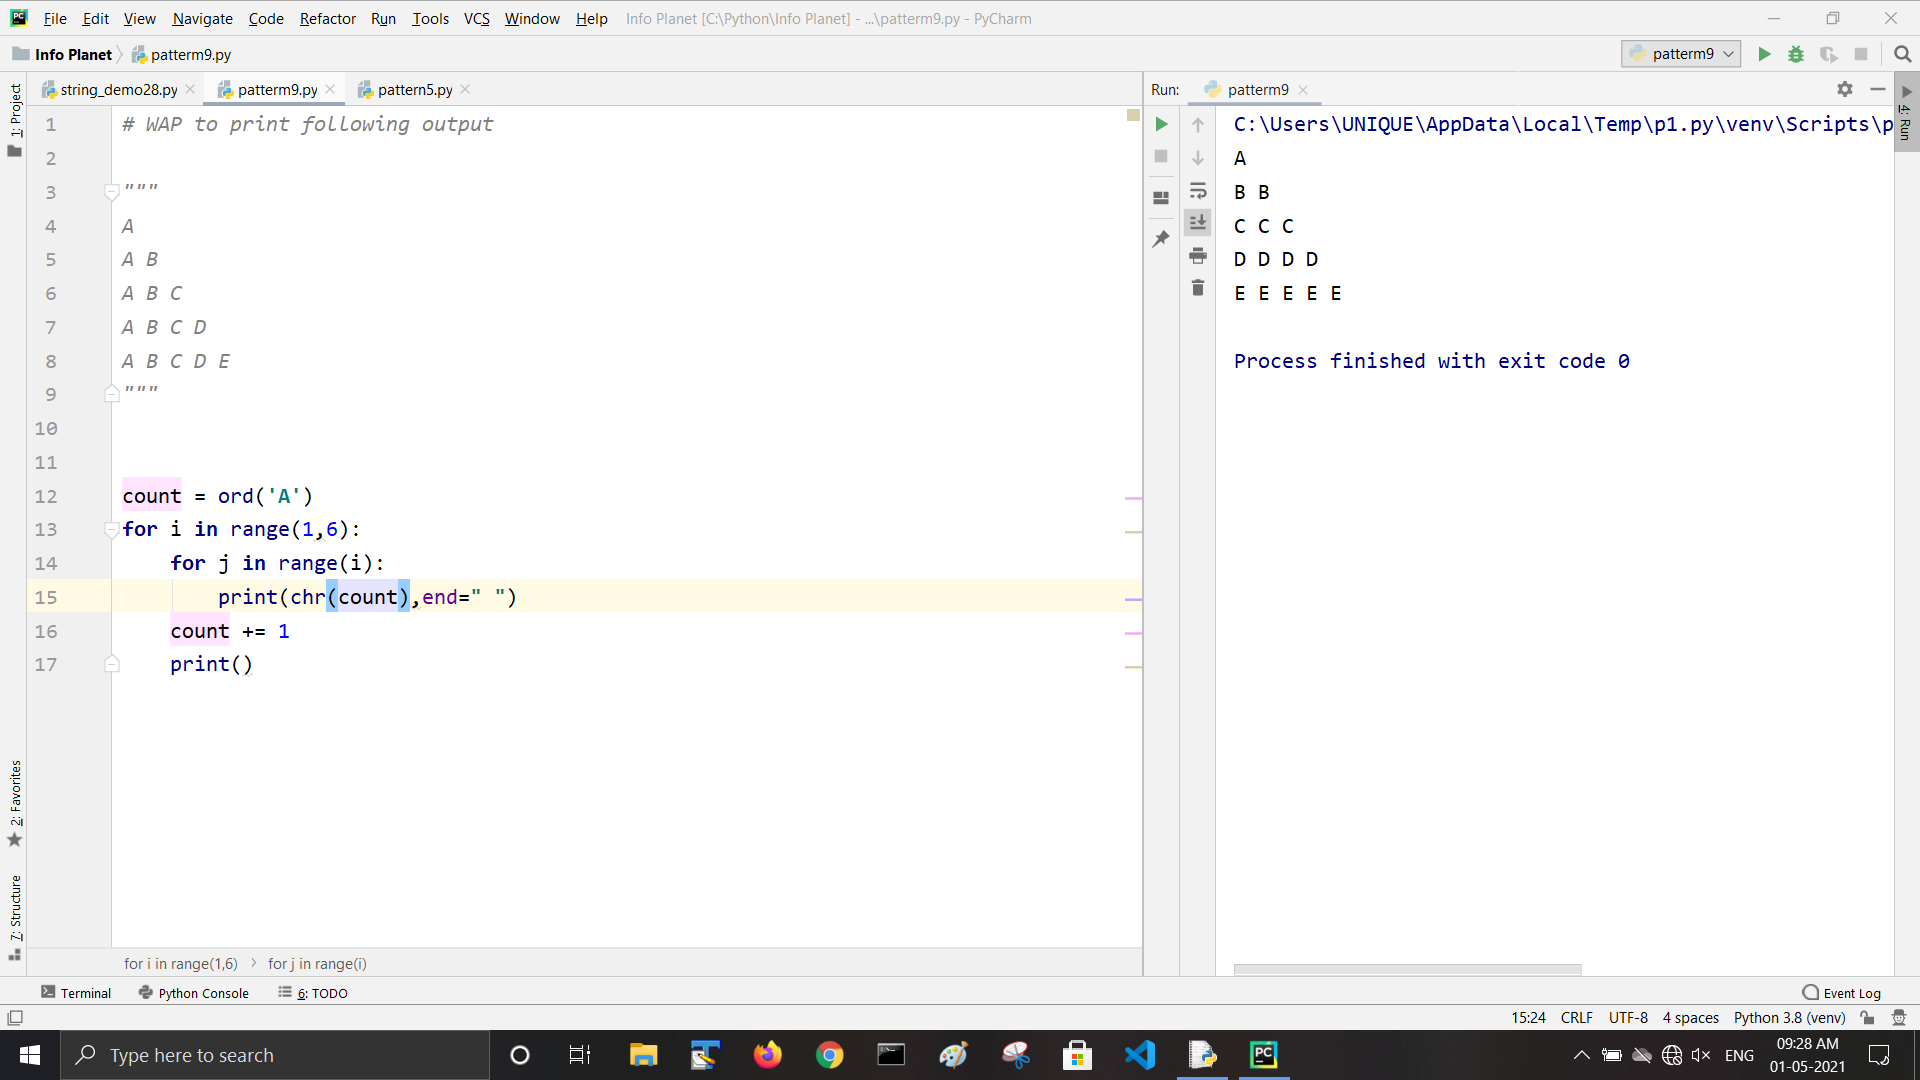 File Edit View Navigate Code Refactor Run Tools VCS Window Help Info Planet [C:\Python\Info Planet] - ...\patterm9.py - PyCharm
Info Planet patterm9.py patterm9
1: Project
string_demo28.py patterm9.py pattern5.py
Run: patterm9
4: Run
1 # WAP to print following output
2
3 """
4 A
5 A B
6 A B C
7 A B C D
8 A B C D E
9 """
10
11
12 count = ord('A')
13 for i in range(1,6):
14     for j in range(i):
15         print(chr(count),end=" ")
16     count += 1
17     print()
C:\Users\UNIQUE\AppData\Local\Temp\p1.py\venv\Scripts\p
A
B B
C C C
D D D D
E E E E E
Process finished with exit code 0
2: Favorites
7: Structure
for i in range(1,6) for j in range(i)
Terminal Python Console 6: TODO Event Log
15:24 CRLF UTF-8 4 spaces Python 3.8 (venv)
Type here to search
ENG
09:28 AM
01-05-2021